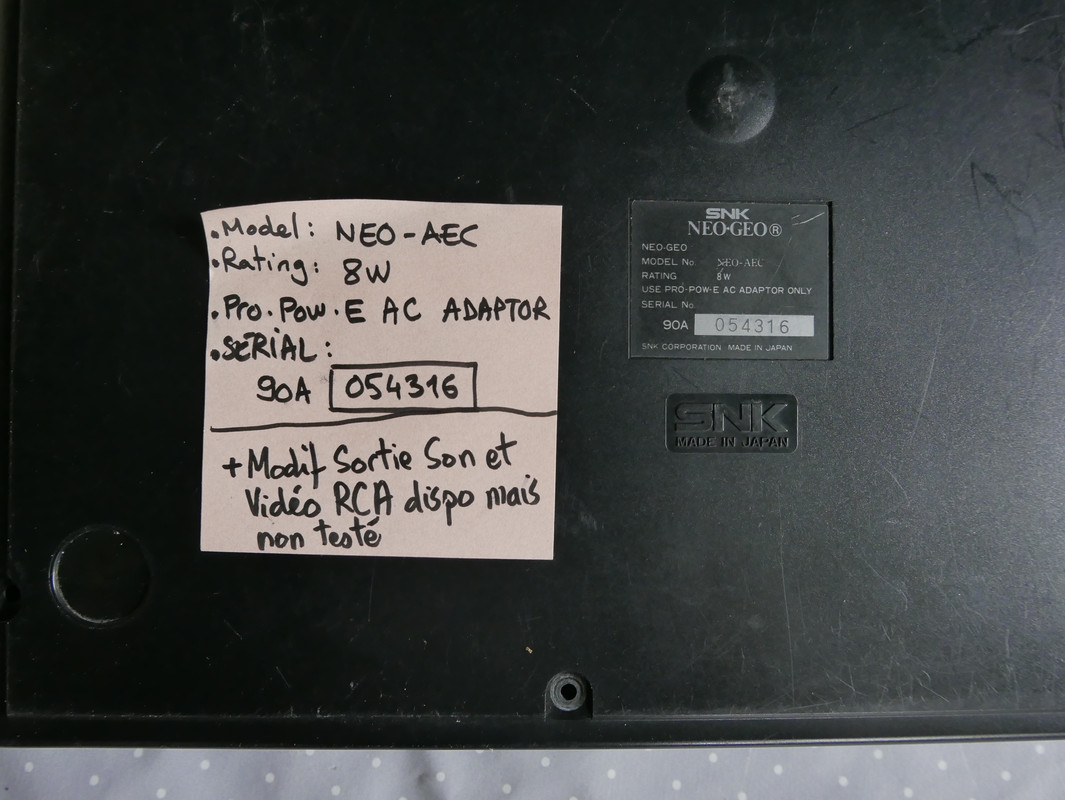 .Model: NEO-AEC
.Rating: 8W
.Pro.Pow.E AC ADAPTOR
.SERIAL:
90A 054316
+Modif Sortie Son et
Vidéo RCA dispo mais
non testé
SNK
NEO·GEO®
NEO·GEO
MODEL No. NEO-AEC
RATING 8W
USE PRO-POW-E AC ADAPTOR ONLY
SERIAL No.
90A 054316
SNK CORPORATION MADE IN JAPAN
SNK
MADE IN JAPAN